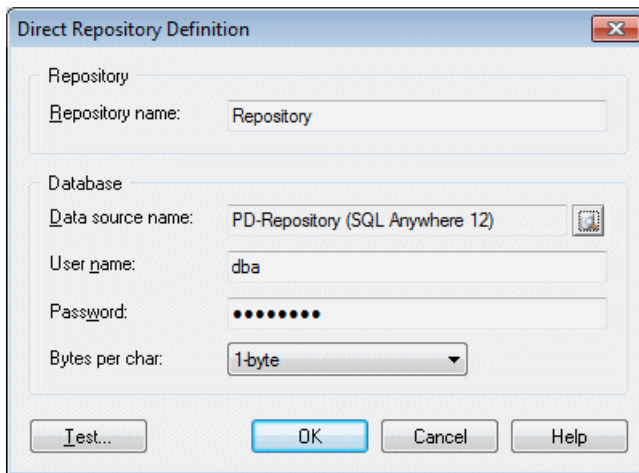 Direct Repository Definition
Repository
Repository name: Repository
Database
Data source name: PD-Repository (SQL Anywhere 12)
User name: dba
Password: ●●●●●●●●
Bytes per char: 1-byte
Test... OK Cancel Help